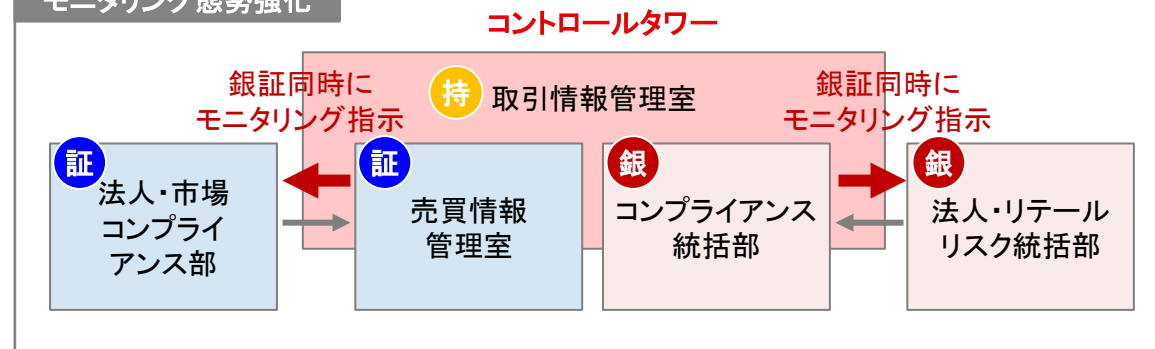 モニタリング態勢強化
コントロールタワー
銀証同時に
モニタリング指示
持
取引情報管理室
銀証同時に
モニタリング指示
証
法人・市場
コンプライ
アンス部
証
売買情報
管理室
銀
コンプライアンス
統括部
銀
法人・リテール
リスク統括部